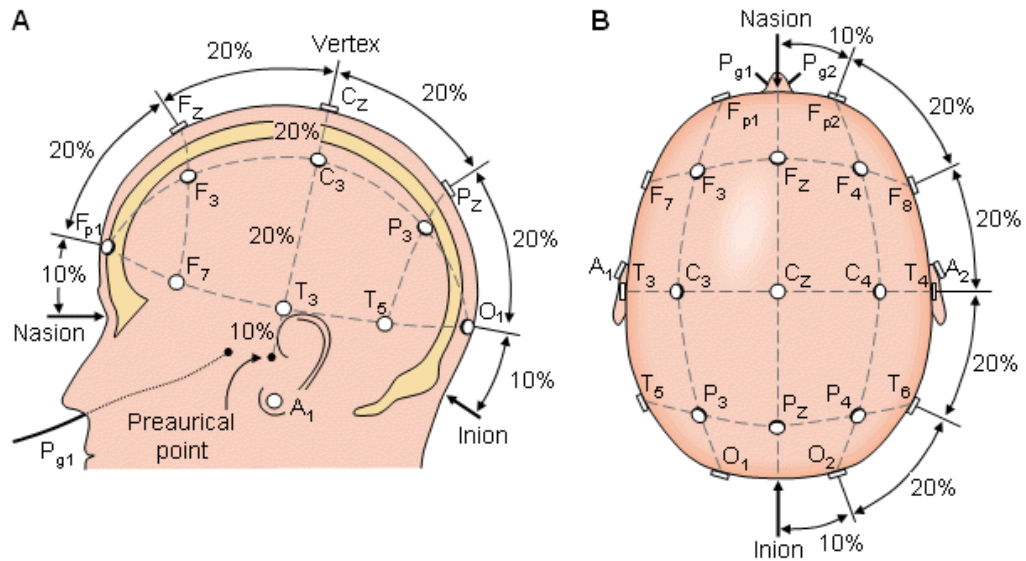 A
Vertex
20%
20%
Cz
Fz
20%
20%
20%
C3
F3
Pz
Fp1
P3
20%
20%
10%
F7
T3
T5
O1
Nasion
10%
10%
A1
Preaurical
point
Inion
Pg1
B
Nasion
10%
Pg1
Pg2
Fp1
Fp2
20%
F7
F3
Fz
F4
F8
20%
A1
T3
C3
Cz
C4
T4
A2
20%
T5
P3
Pz
P4
T6
O1
O2
20%
10%
Inion